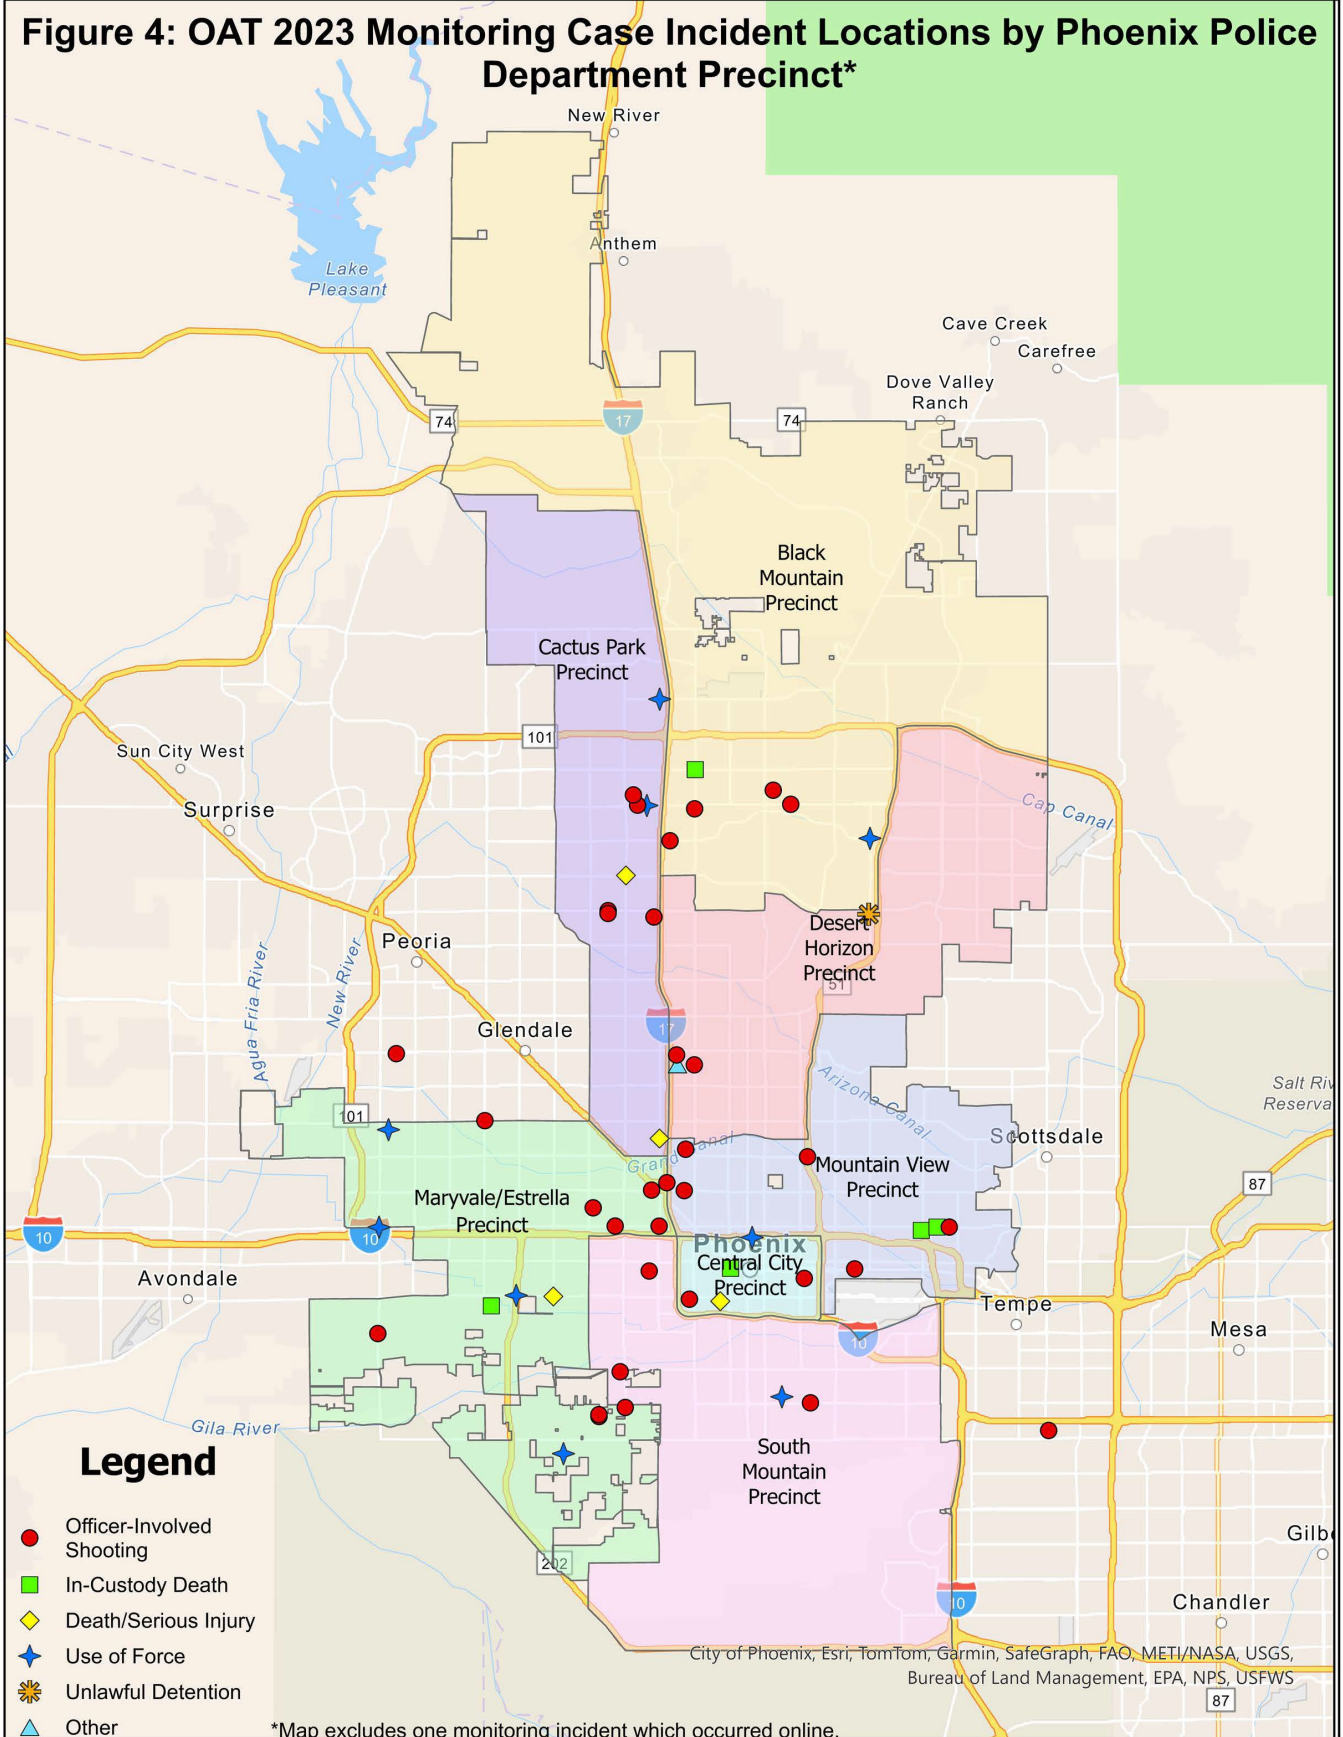 Figure 4: OAT 2023 Monitoring Case Incident Locations by Phoenix Police
Department Precinct*
New River
Anthem
Lake
Pleasant
Cave Creek
Carefree
Dove Valley
Ranch
74
17
74
Black
Mountain
Precinct
Cactus Park
Precinct
101
Sun City West
Surprise
Cap Canal
Peoria
Desert
Horizon
Precinct
51
Agua Fria River
New River
17
Glendale
Arizona Canal
Salt Riv
Reserva
101
Scottsdale
Grand Canal
Mountain View
Precinct
87
Maryvale/Estrella
Precinct
10
10
Phoenix
Central City
Precinct
Avondale
Tempe
Mesa
10
Gila River
South
Mountain
Precinct
Legend
Officer-Involved
Shooting
In-Custody Death
Death/Serious Injury
Use of Force
Unlawful Detention
Other
202
Gilb
10
Chandler
City of Phoenix, Esri, TomTom, Garmin, SafeGraph, FAO, METI/NASA, USGS,
Bureau of Land Management, EPA, NPS, USFWS
87
*Map excludes one monitoring incident which occurred online.